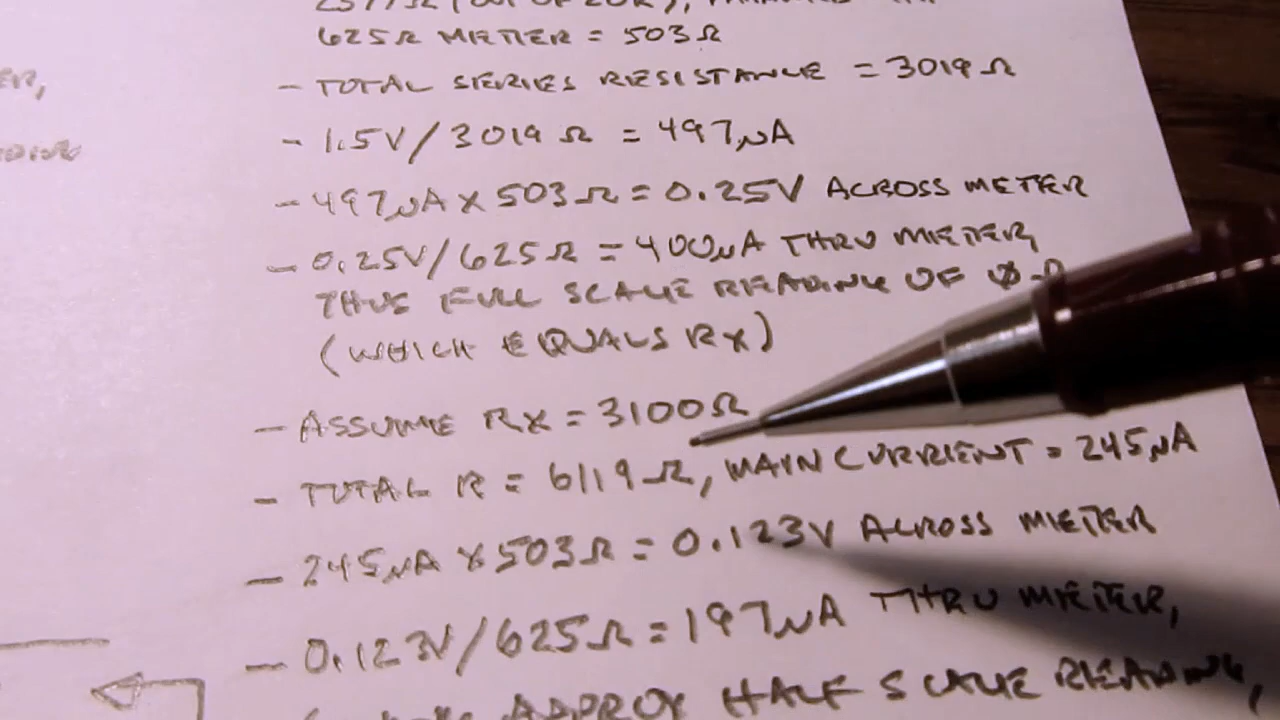 625Ω METER = 503Ω
- TOTAL SERIES RESISTANCE = 3019Ω
- 1.5V/3019Ω = 497µA
- 497µA X 503Ω = 0.25V ACROSS METER
- 0.25V/625Ω = 400µA THRU METER,
THUS FULL SCALE READING OF Ø-Ω
(WHICH EQUALS RX)
- ASSUME RX = 3100Ω
- TOTAL R = 6119Ω, MAIN CURRENT = 245µA
- 245µA X 503Ω = 0.123V ACROSS METER
- 0.123V/625Ω = 197µA THRU METER,
APPROX HALF SCALE READING,